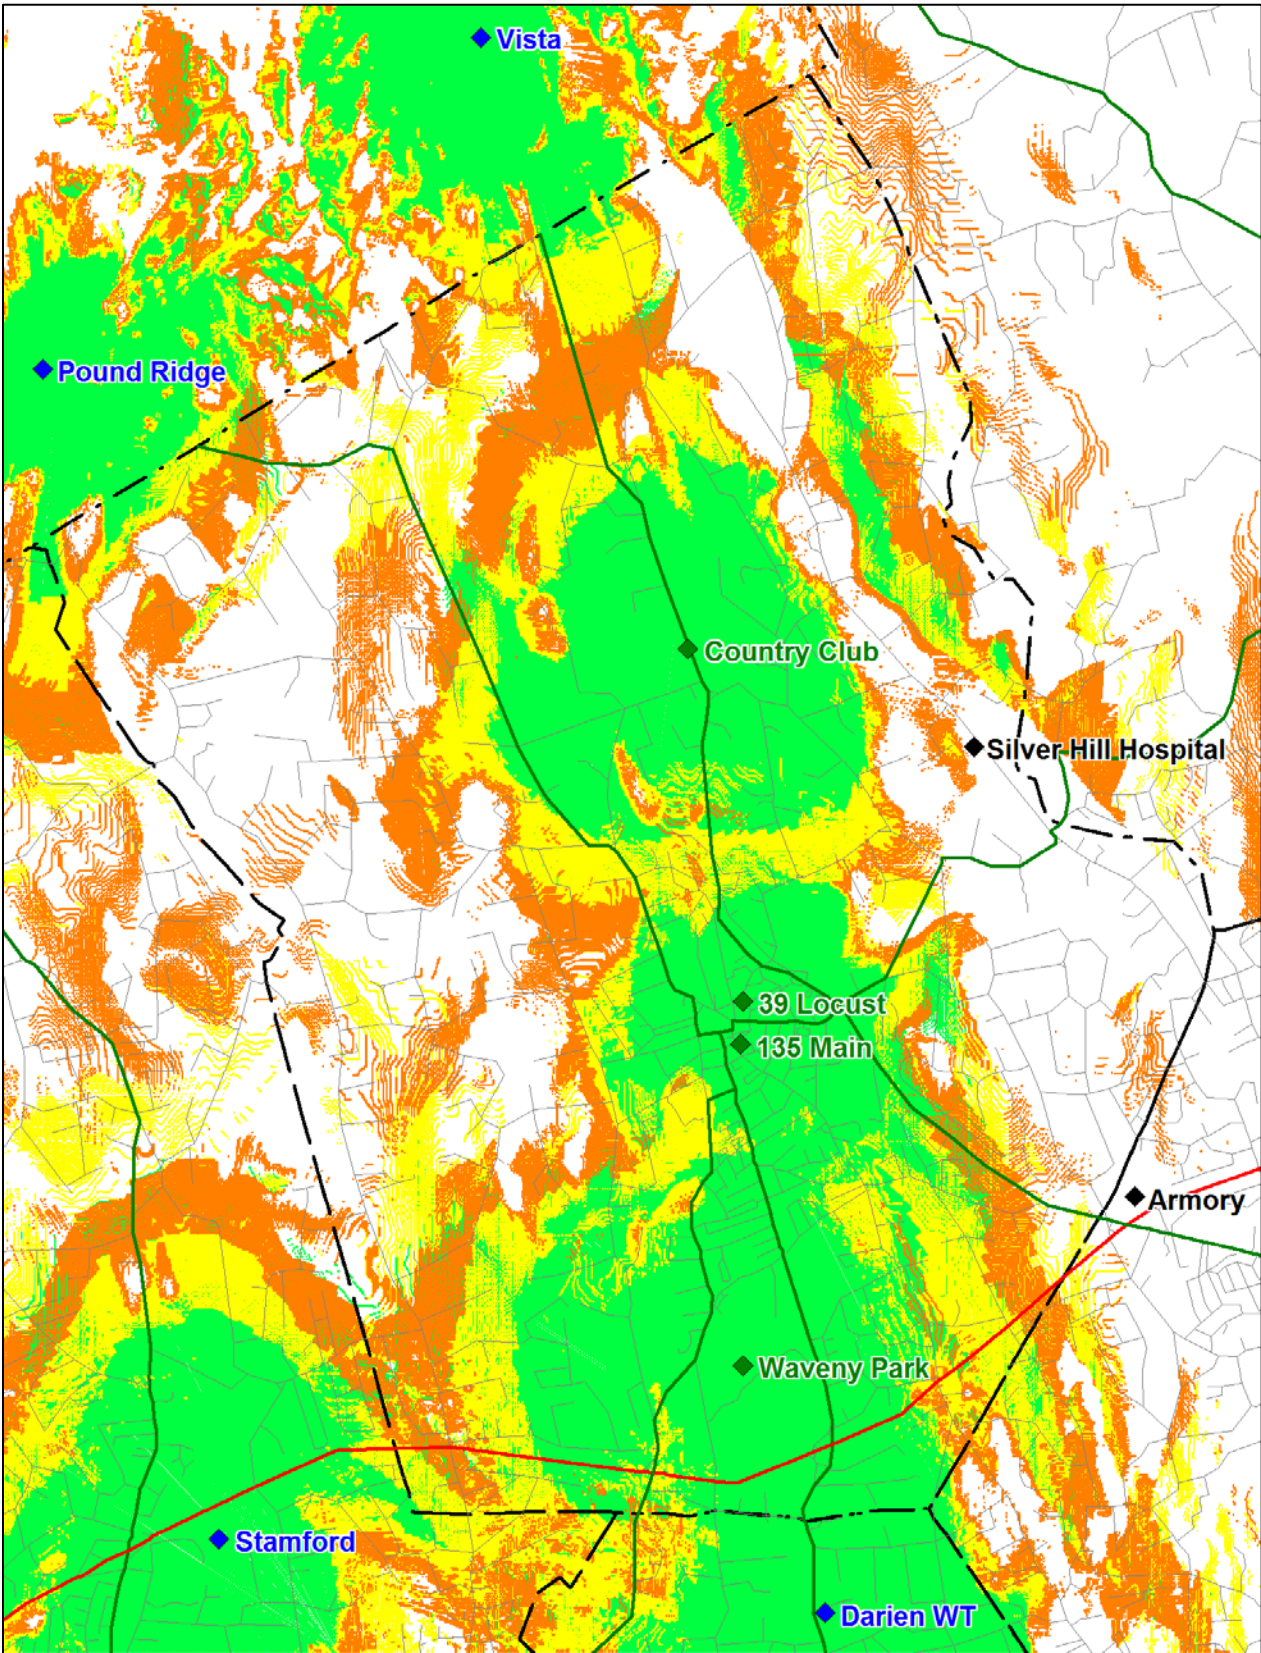 Vista
Pound Ridge
Country Club
Silver Hill Hospital
39 Locust
135 Main
Armory
Waveny Park
Stamford
Darien WT